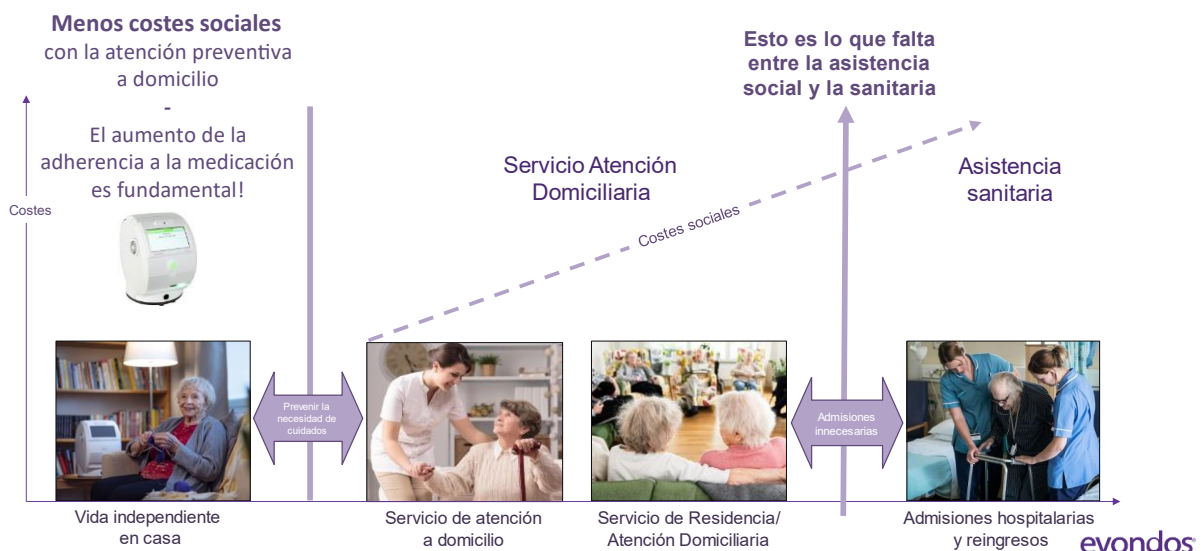 Menos costes sociales
con la atención preventiva
a domicilio
-
El aumento de la
adherencia a la medicación
es fundamental!
Esto es lo que falta
entre la asistencia
social y la sanitaria
Servicio Atención
Domiciliaria
Asistencia
sanitaria
Costes
Costes sociales
Prevenir la
necesidad de
cuidados
Admisiones
innecesarias
Vida independiente
en casa
Servicio de atención
a domicilio
Servicio de Residencia/
Atención Domiciliaria
Admisiones hospitalarias
y reingresos
evondos